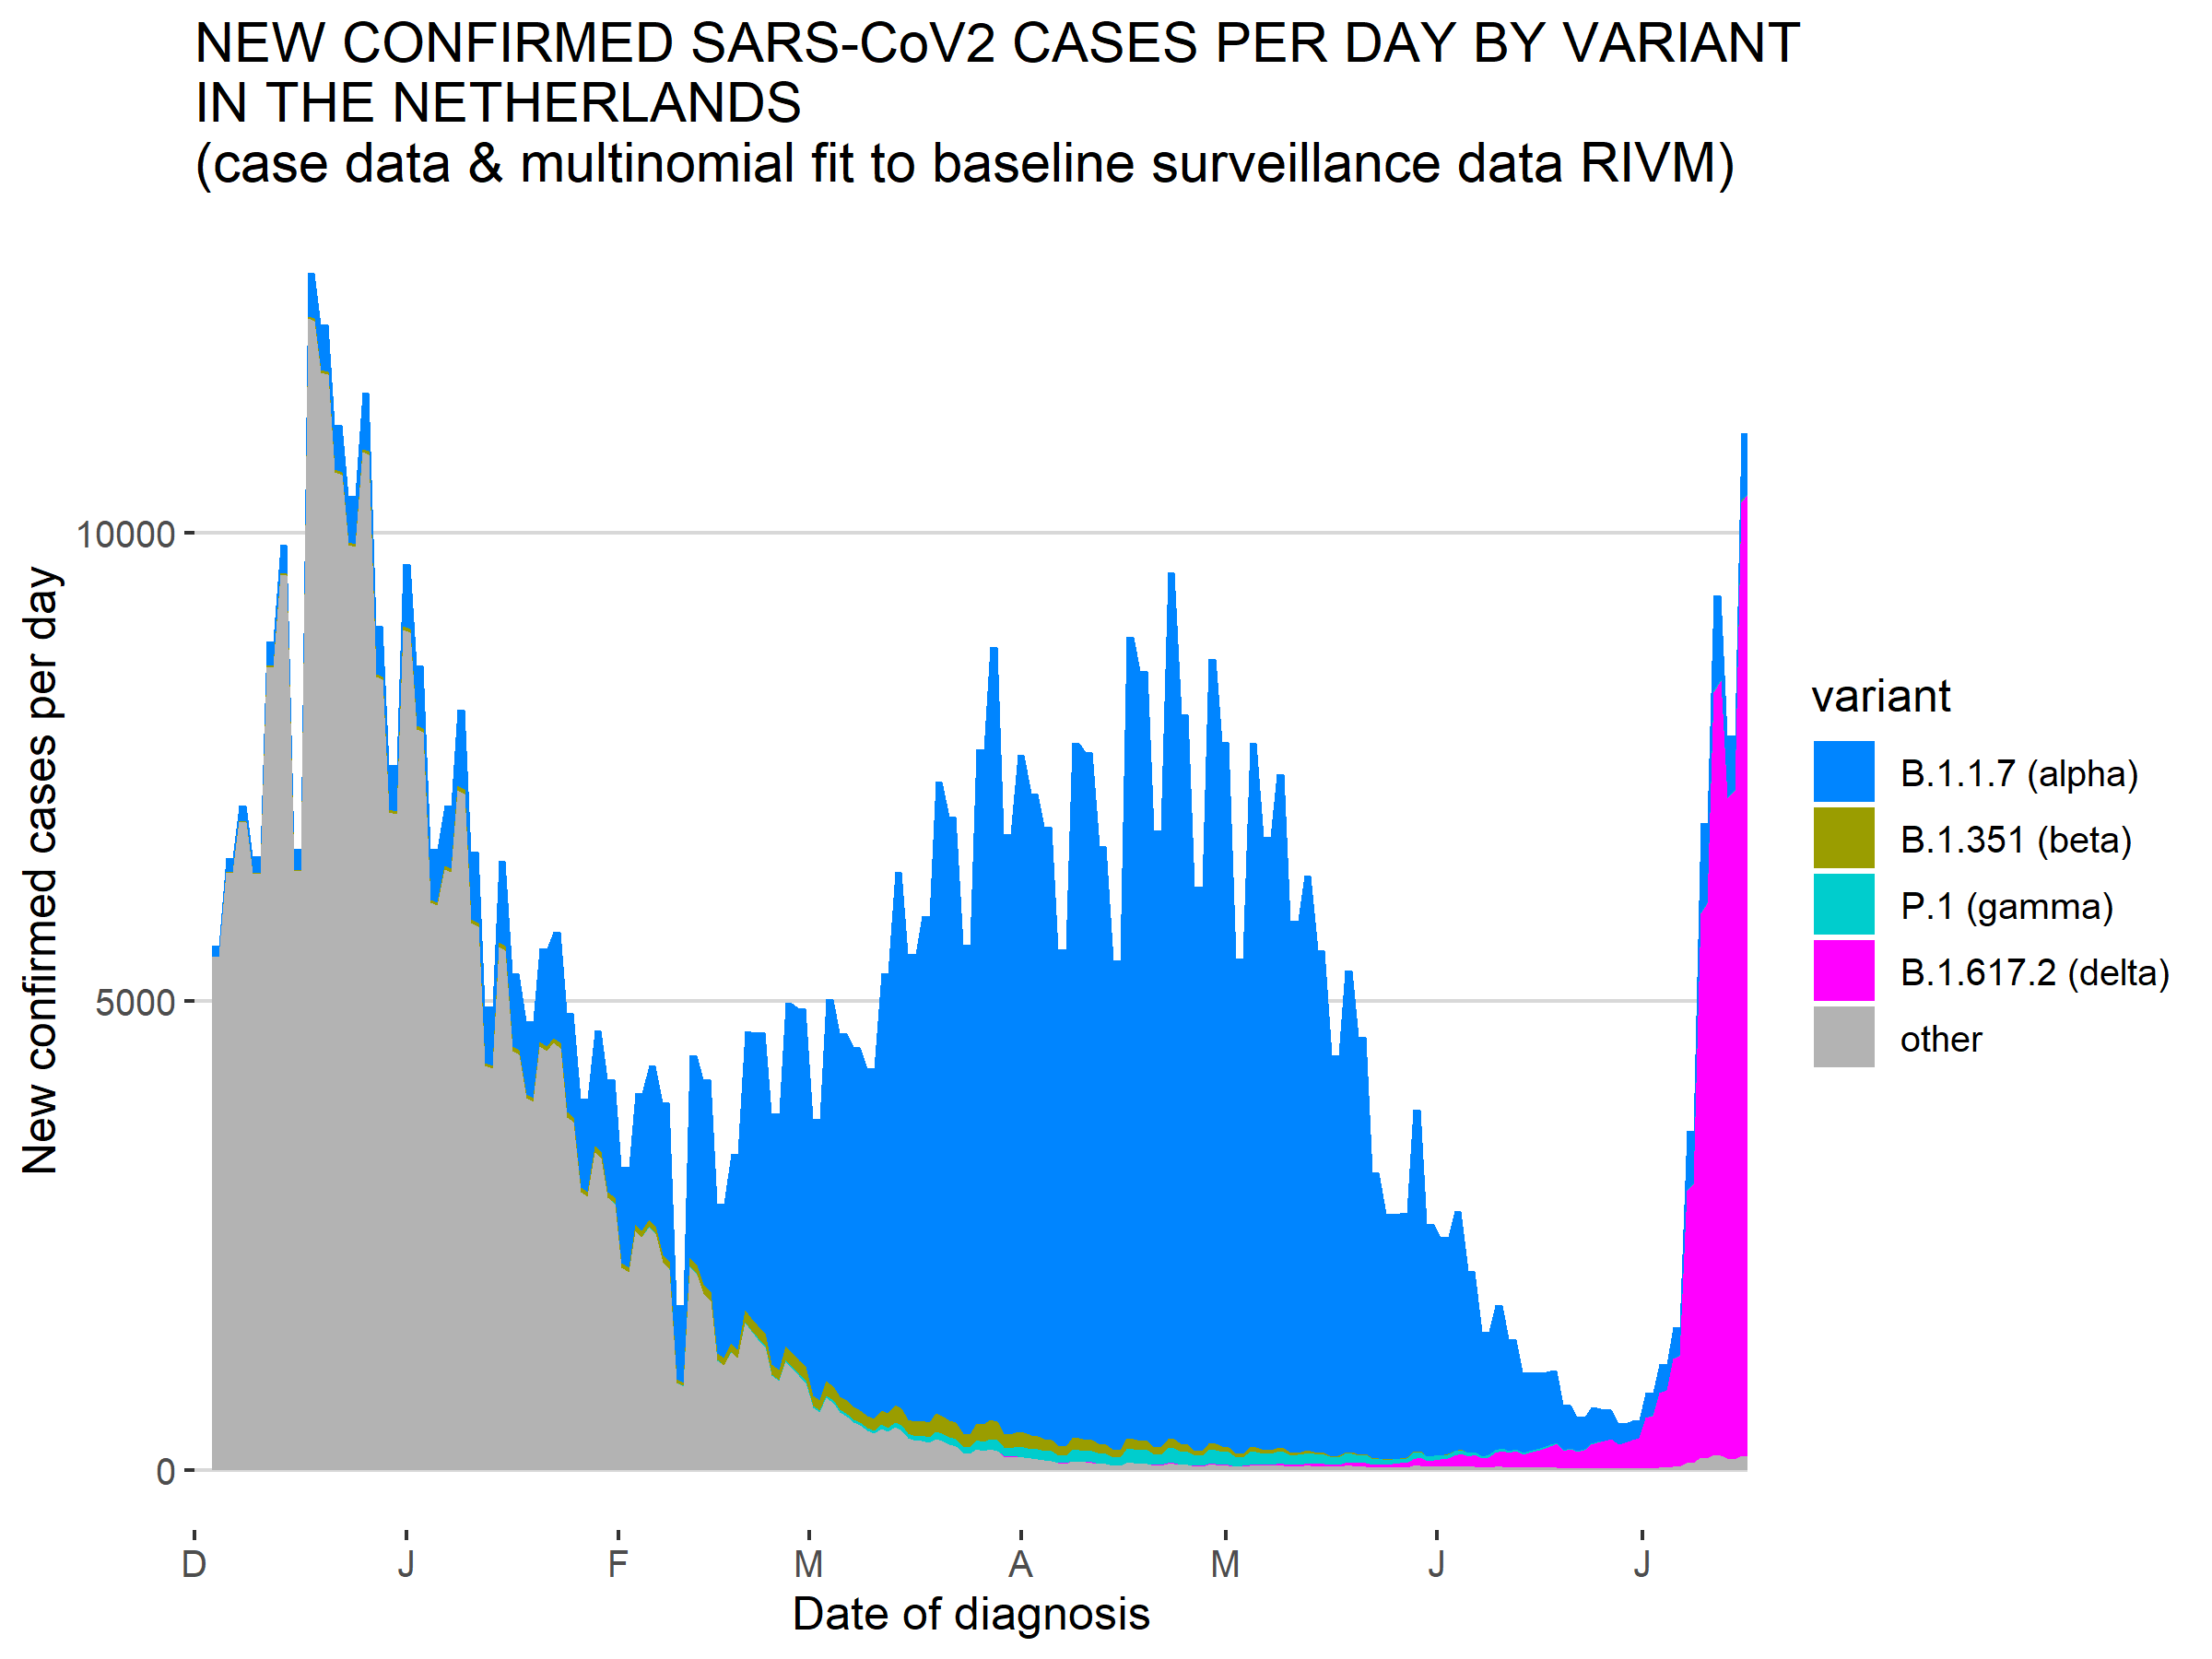 NEW CONFIRMED SARS-CoV2 CASES PER DAY BY VARIANT
IN THE NETHERLANDS
(case data & multinomial fit to baseline surveillance data RIVM)
New confirmed cases per day
10000
5000
0
D J F M A M J J
Date of diagnosis
variant
B.1.1.7 (alpha)
B.1.351 (beta)
P.1 (gamma)
B.1.617.2 (delta)
other